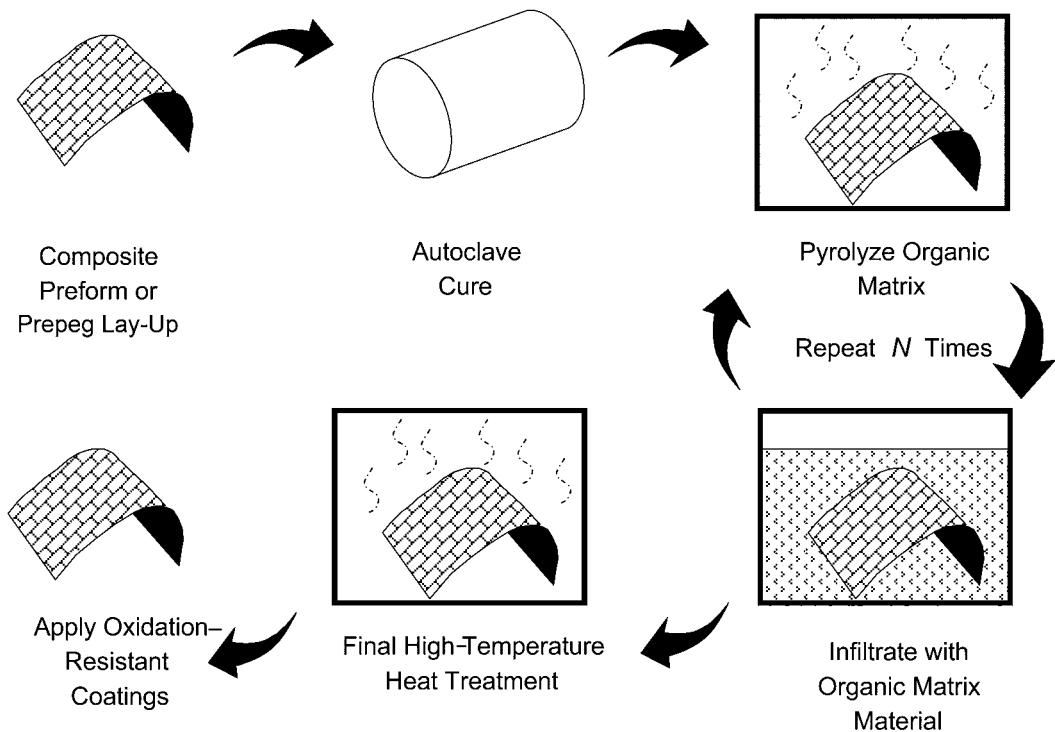 Composite
Preform or
Prepeg Lay-Up
Autoclave
Cure
Pyrolyze Organic
Matrix
Repeat N Times
Infiltrate with
Organic Matrix
Material
Final High-Temperature
Heat Treatment
Apply Oxidation–
Resistant
Coatings